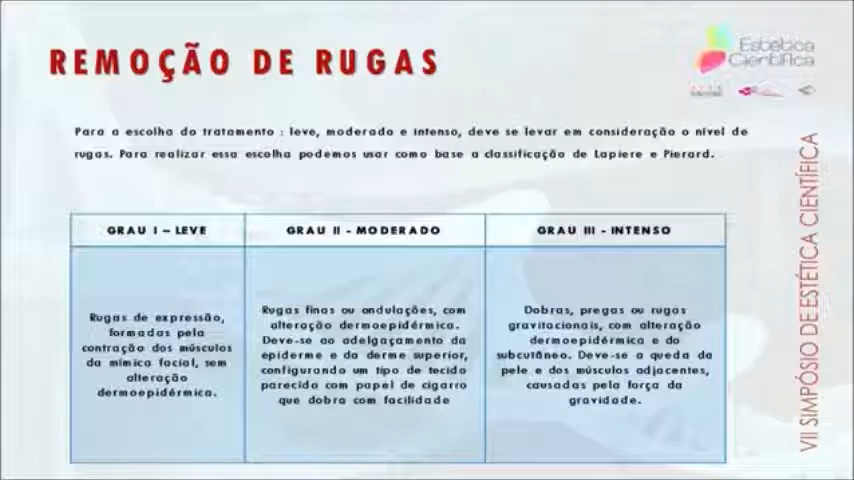 REMOÇÃO DE RUGAS
Estética
Científica
Para a escolha do tratamento : leve, moderado e intenso, deve se levar em consideração o nível de
rugas. Para realizar essa escolha podemos usar como base a classificação de Lapiere e Pierard.
GRAU I – LEVE
GRAU II - MODERADO
GRAU III - INTENSO
Rugas de expressão,
formadas pela
contração dos músculos
da mímica facial, sem
alteração
dermoepidérmica.
Rugas finas ou ondulações, com
alteração dermoepidérmica.
Deve-se ao adelgaçamento da
epiderme e da derme superior,
configurando um tipo de tecido
parecido com papel de cigarro
que dobra com facilidade
Dobras, pregas ou rugas
gravitacionais, com alteração
dermoepidérmica e do
subcutâneo. Deve-se a queda da
pele e dos músculos adjacentes,
causadas pela força da
gravidade.
VII SIMPÓSIO DE ESTÉTICA CIENTÍFICA